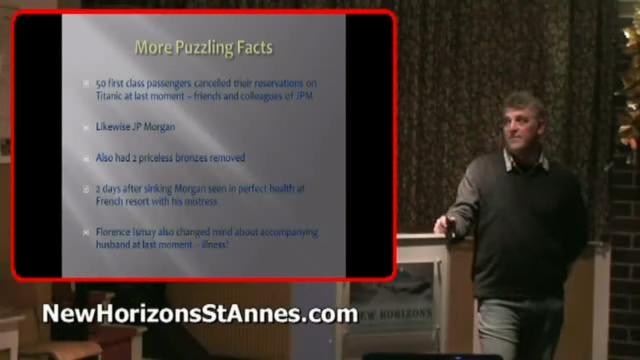 More Puzzling Facts
50 first class passengers cancelled their reservations on
Titanic at last moment – friends and colleagues of JPM
Likewise JP Morgan
Also had 2 priceless bronzes removed
2 days after sinking Morgan seen in perfect health at
French resort with his mistress
Florence Ismay also changed mind about accompanying
husband at last moment – illness!
NEW HORIZONS
NewHorizonsStAnnes.com